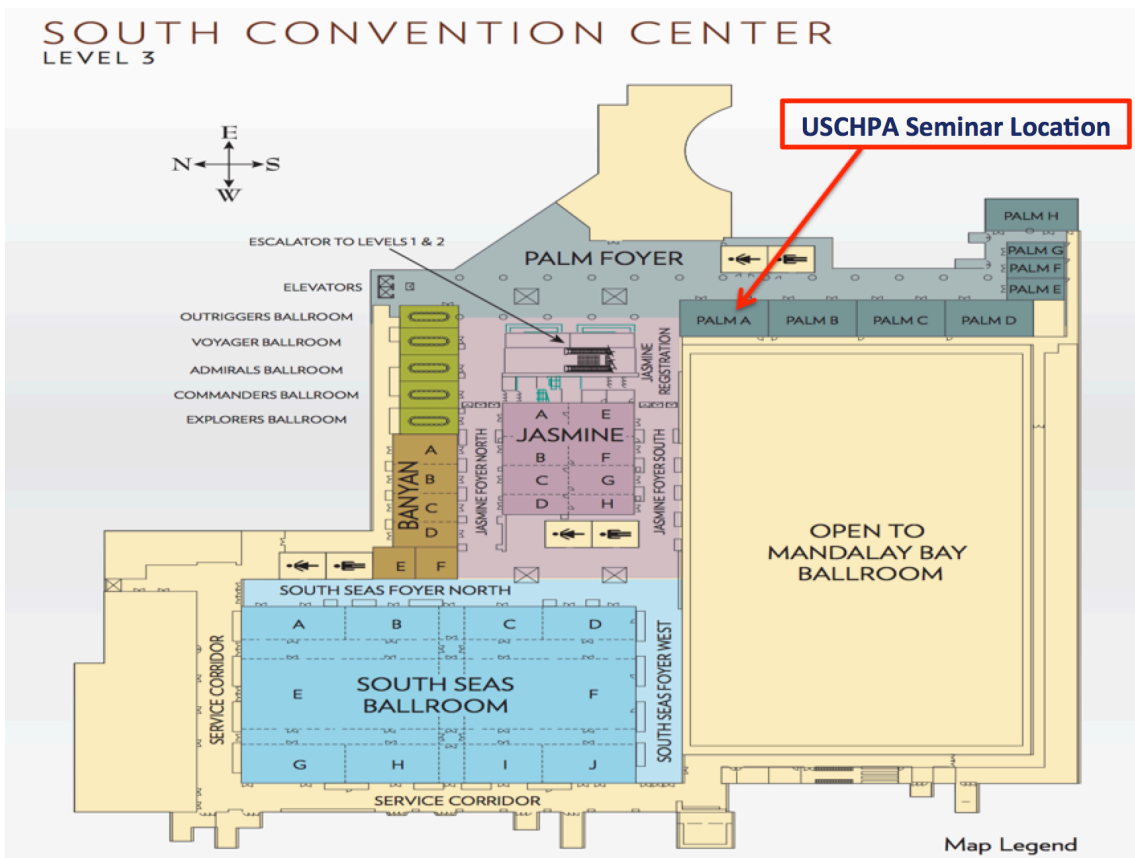 SOUTH CONVENTION CENTER
LEVEL 3
USCHPA Seminar Location
E
N
S
W
ESCALATOR TO LEVELS 1 & 2
PALM FOYER
PALM H
PALM G
PALM F
PALM E
ELEVATORS
OUTRIGGERS BALLROOM
VOYAGER BALLROOM
ADMIRALS BALLROOM
COMMANDERS BALLROOM
EXPLORERS BALLROOM
PALM A
PALM B
PALM C
PALM D
JASMINE
REGISTRATION
A
E
JASMINE
B
F
C
G
D
H
JASMINE FOYER NORTH
JASMINE FOYER SOUTH
BANYAN
A
B
C
D
E
F
OPEN TO
MANDALAY BAY
BALLROOM
SOUTH SEAS FOYER NORTH
A
B
C
D
SERVICE CORRIDOR
E
SOUTH SEAS
BALLROOM
F
SOUTH SEAS FOYER WEST
G
H
I
J
SERVICE CORRIDOR
Map Legend